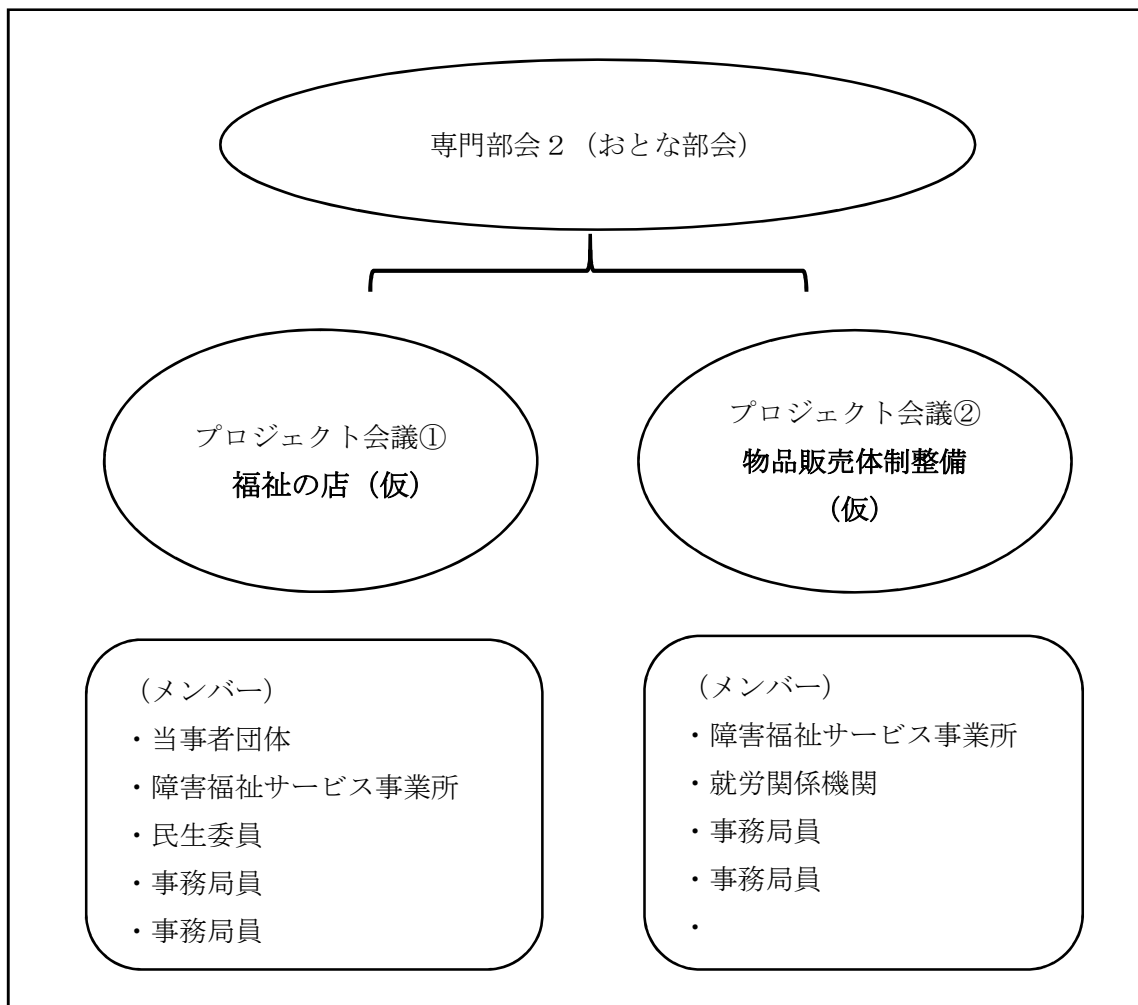 専門部会２（おとな部会）
プロジェクト会議①
福祉の店（仮）
プロジェクト会議②
物品販売体制整備
（仮）
（メンバー）
・当事者団体
・障害福祉サービス事業所
・民生委員
・事務局員
・事務局員
（メンバー）
・障害福祉サービス事業所
・就労関係機関
・事務局員
・事務局員
・